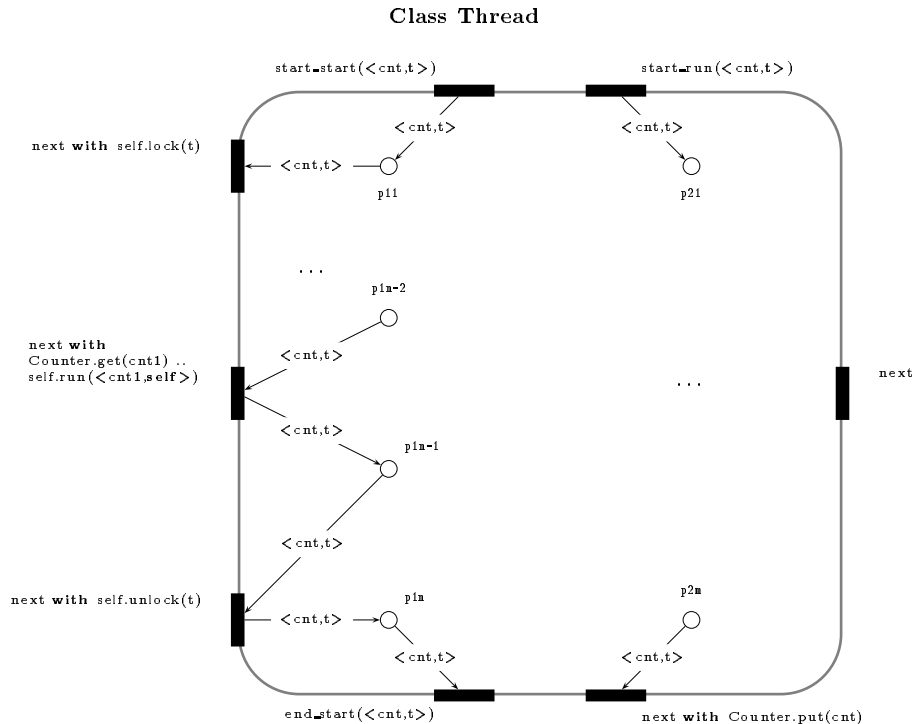 Class Thread
start_start(<cnt,t>)
start_run(<cnt,t>)
<cnt,t>
<cnt,t>
next with self.lock(t)
<cnt,t>
p11
p21
...
p1n-2
next with
Counter.get(cnt1) ..
self.run(<cnt1,self>)
<cnt,t>
...
next
<cnt,t>
p1n-1
<cnt,t>
next with self.unlock(t)
<cnt,t>
p1n
p2m
<cnt,t>
<cnt,t>
end_start(<cnt,t>)
next with Counter.put(cnt)